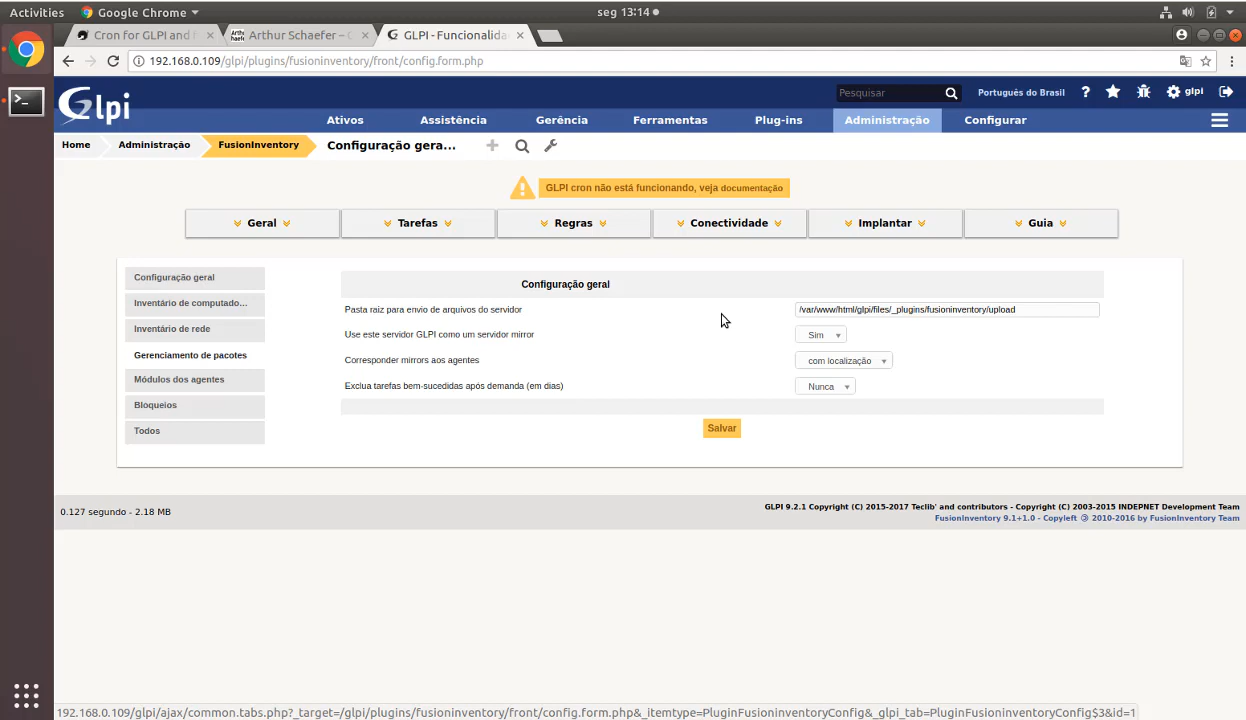 Activities
Google Chrome
seg 13:14
Cron for GLPI and
Arthur Schaefer –
GLPI - Funcionalida
192.168.0.109/glpi/plugins/fusioninventory/front/config.form.php
Glpi
Pesquisar
Português do Brasil
?
glpi
Ativos
Assistência
Gerência
Ferramentas
Plug-ins
Administração
Configurar
Home
Administração
FusionInventory
Configuração gera...
GLPI cron não está funcionando, veja documentação
Geral
Tarefas
Regras
Conectividade
Implantar
Guia
Configuração geral
Inventário de computado...
Inventário de rede
Gerenciamento de pacotes
Módulos dos agentes
Bloqueios
Todos
Configuração geral
Pasta raiz para envio de arquivos do servidor
/var/www/html/glpi/files/_plugins/fusioninventory/upload
Use este servidor GLPI como um servidor mirror
Sim
Corresponder mirrors aos agentes
com localização
Exclua tarefas bem-sucedidas após demanda (em dias)
Nunca
Salvar
0.127 segundo - 2.18 MB
GLPI 9.2.1 Copyright (C) 2015-2017 Teclib' and contributors - Copyright (C) 2003-2015 INDEPNET Development Team
FusionInventory 9.1+1.0 - Copyleft 🄯 2010-2016 by FusionInventory Team
192.168.0.109/glpi/ajax/common.tabs.php?_target=/glpi/plugins/fusioninventory/front/config.form.php&_itemtype=PluginFusioninventoryConfig&_glpi_tab=PluginFusioninventoryConfig$3&id=1